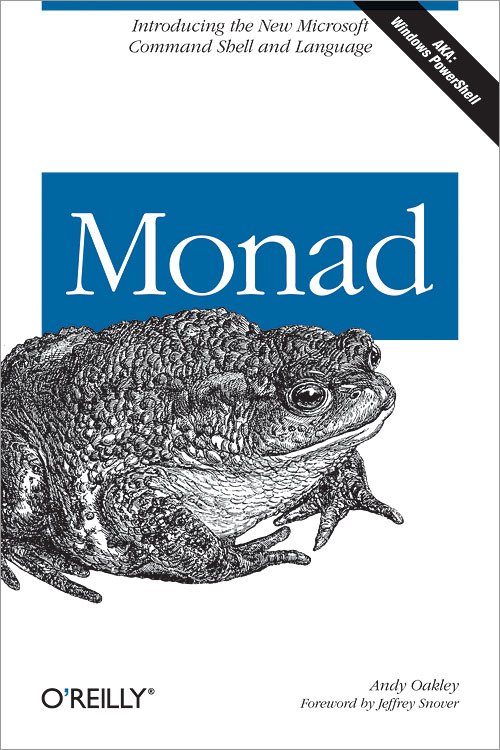 Introducing the New Microsoft
Command Shell and Language
AKA:
Windows PowerShell
Monad
Andy Oakley
O'REILLY®
Foreword by Jeffrey Snover